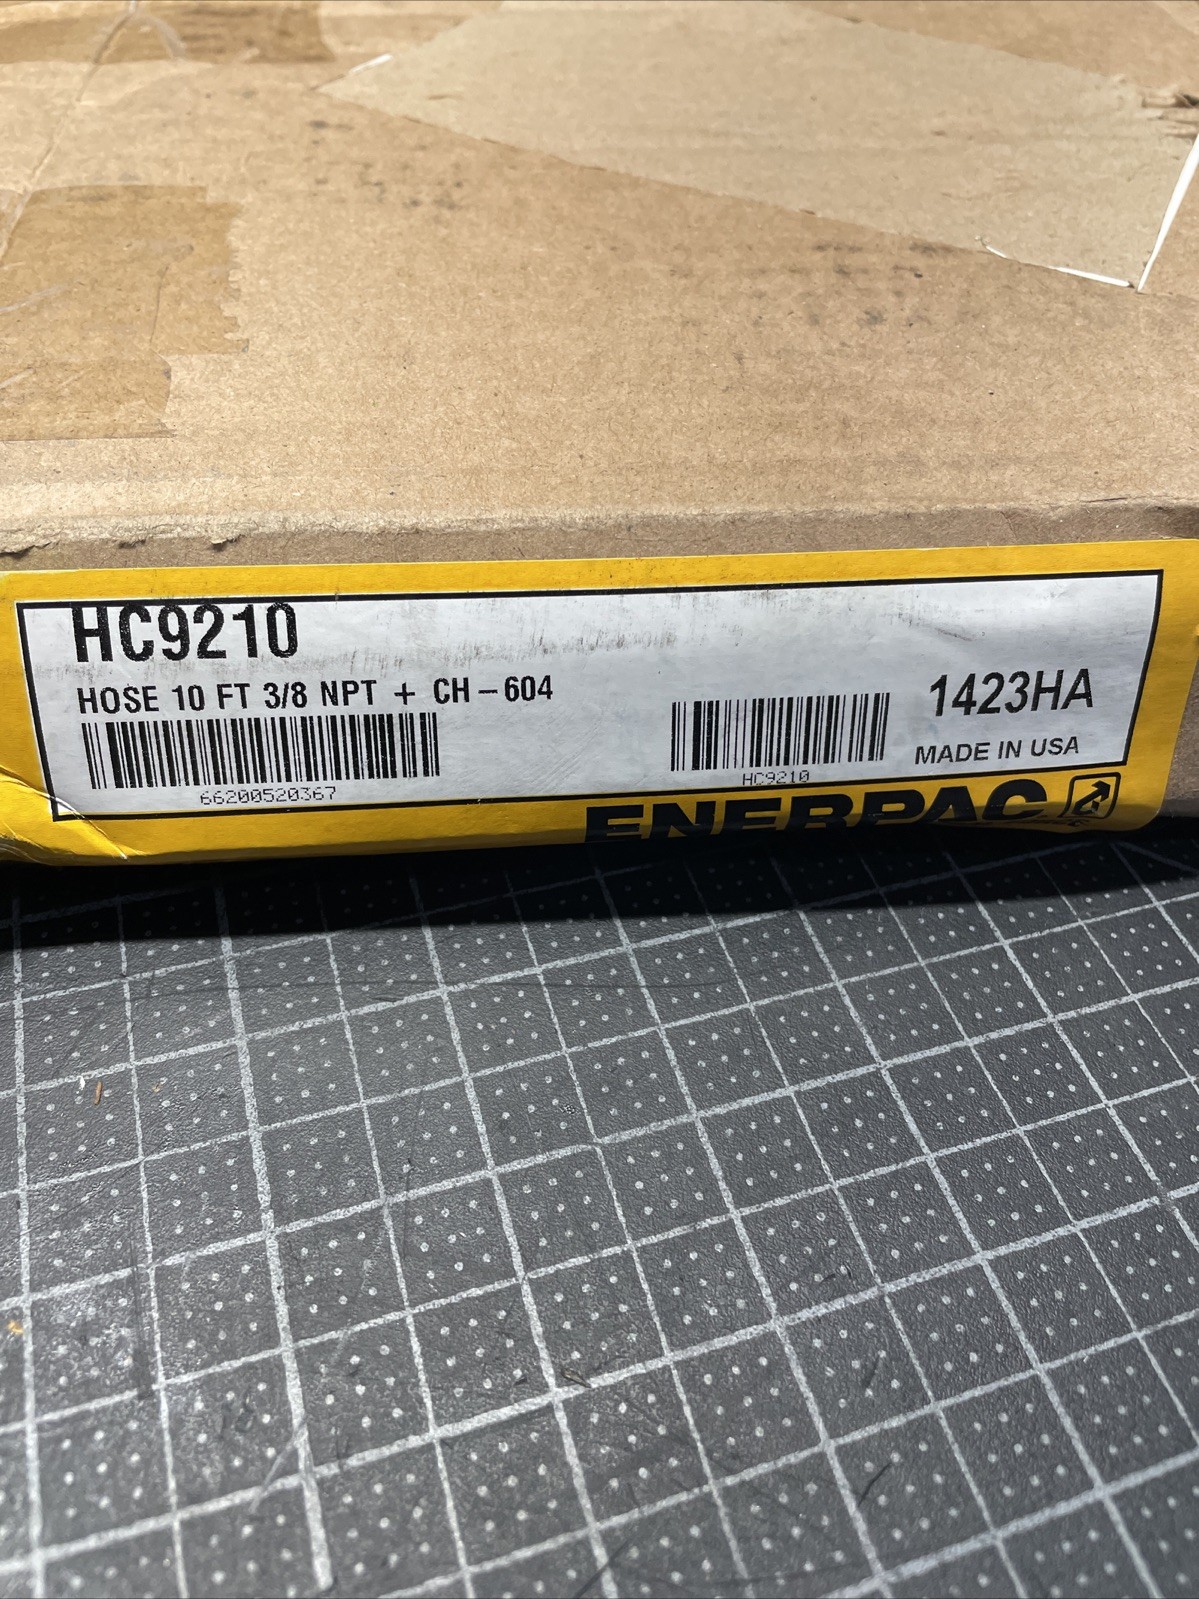 HC9210
HOSE 10 FT 3/8 NPT + CH-604
66200520367
HC9210
1423HA
MADE IN USA
ENERPAC